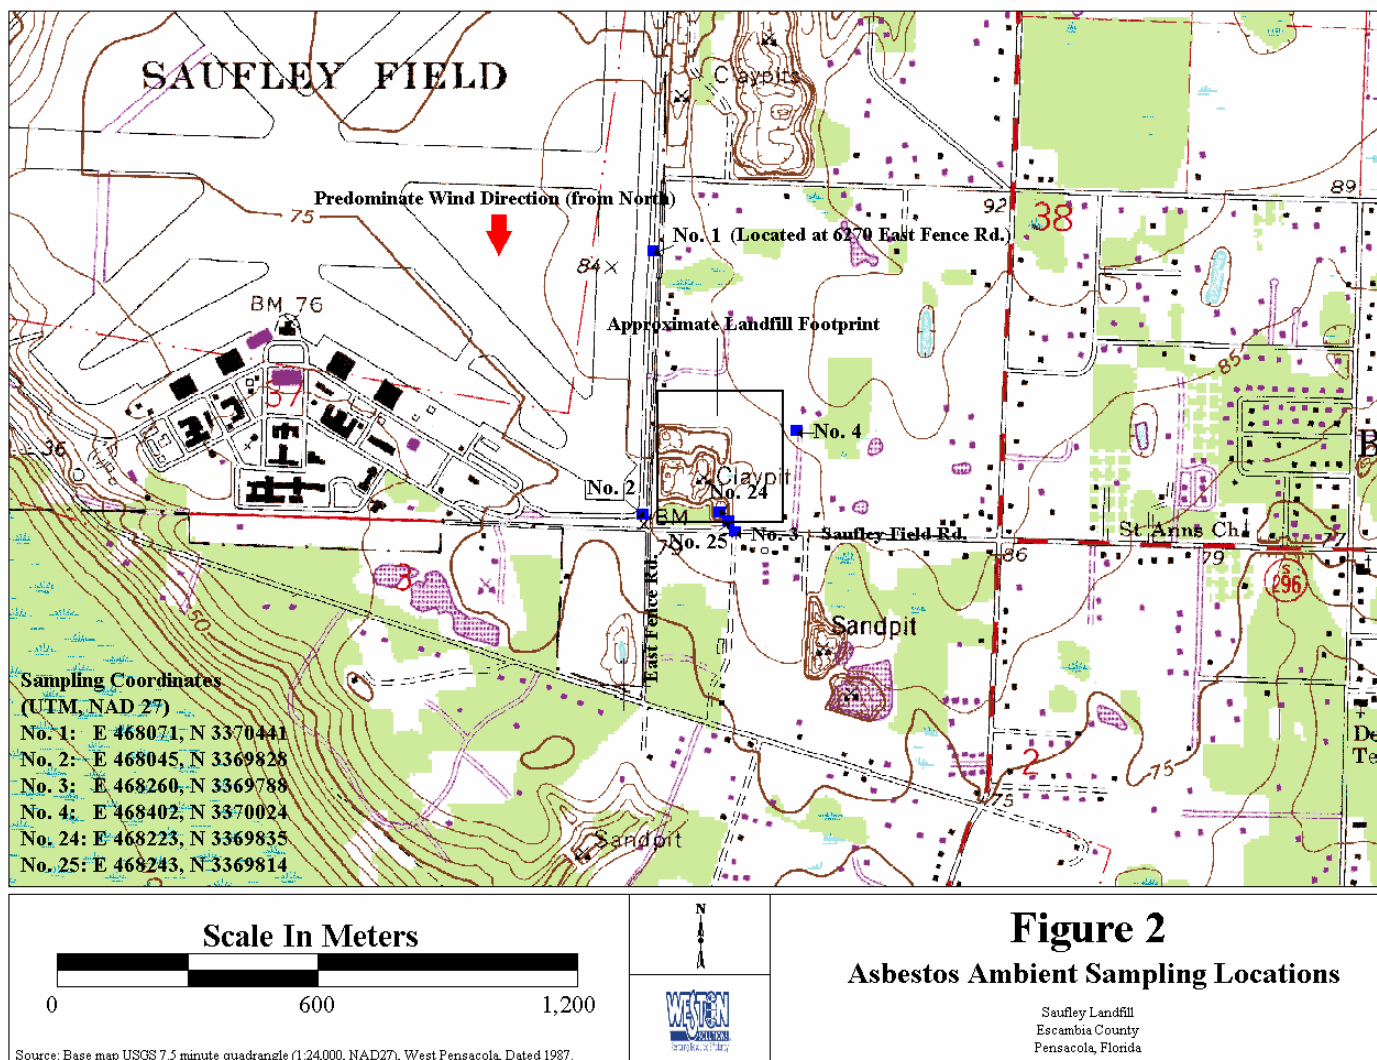 SAUFLEY FIELD
Claypits
Predominate Wind Direction (from North)
75
89
92
38
No. 1 (Located at 6270 East Fence Rd.)
84
BM 76
Approximate Landfill Footprint
85
37
No. 4
36
Claypit
No. 2
No. 24
BM
No. 25
No. 3
Saufley Field Rd.
St Anns Ch
77
86
79
3
S
296
50
East Fence Rd.
Sandpit
Sampling Coordinates
(UTM, NAD 27)
No. 1: E 468071, N 3370441
No. 2: E 468045, N 3369828
No. 3: E 468260, N 3369788
No. 4: E 468402, N 3370024
No. 24: E 468223, N 3369835
No. 25: E 468243, N 3369814
De
Te
2
75
75
Sandpit
Scale In Meters
0 600 1,200
N
WESTON
SOLUTIONS
Figure 2
Asbestos Ambient Sampling Locations
Saufley Landfill
Escambia County
Pensacola, Florida
Source: Base map USGS 7.5 minute quadrangle (1:24,000, NAD27), West Pensacola, Dated 1987.